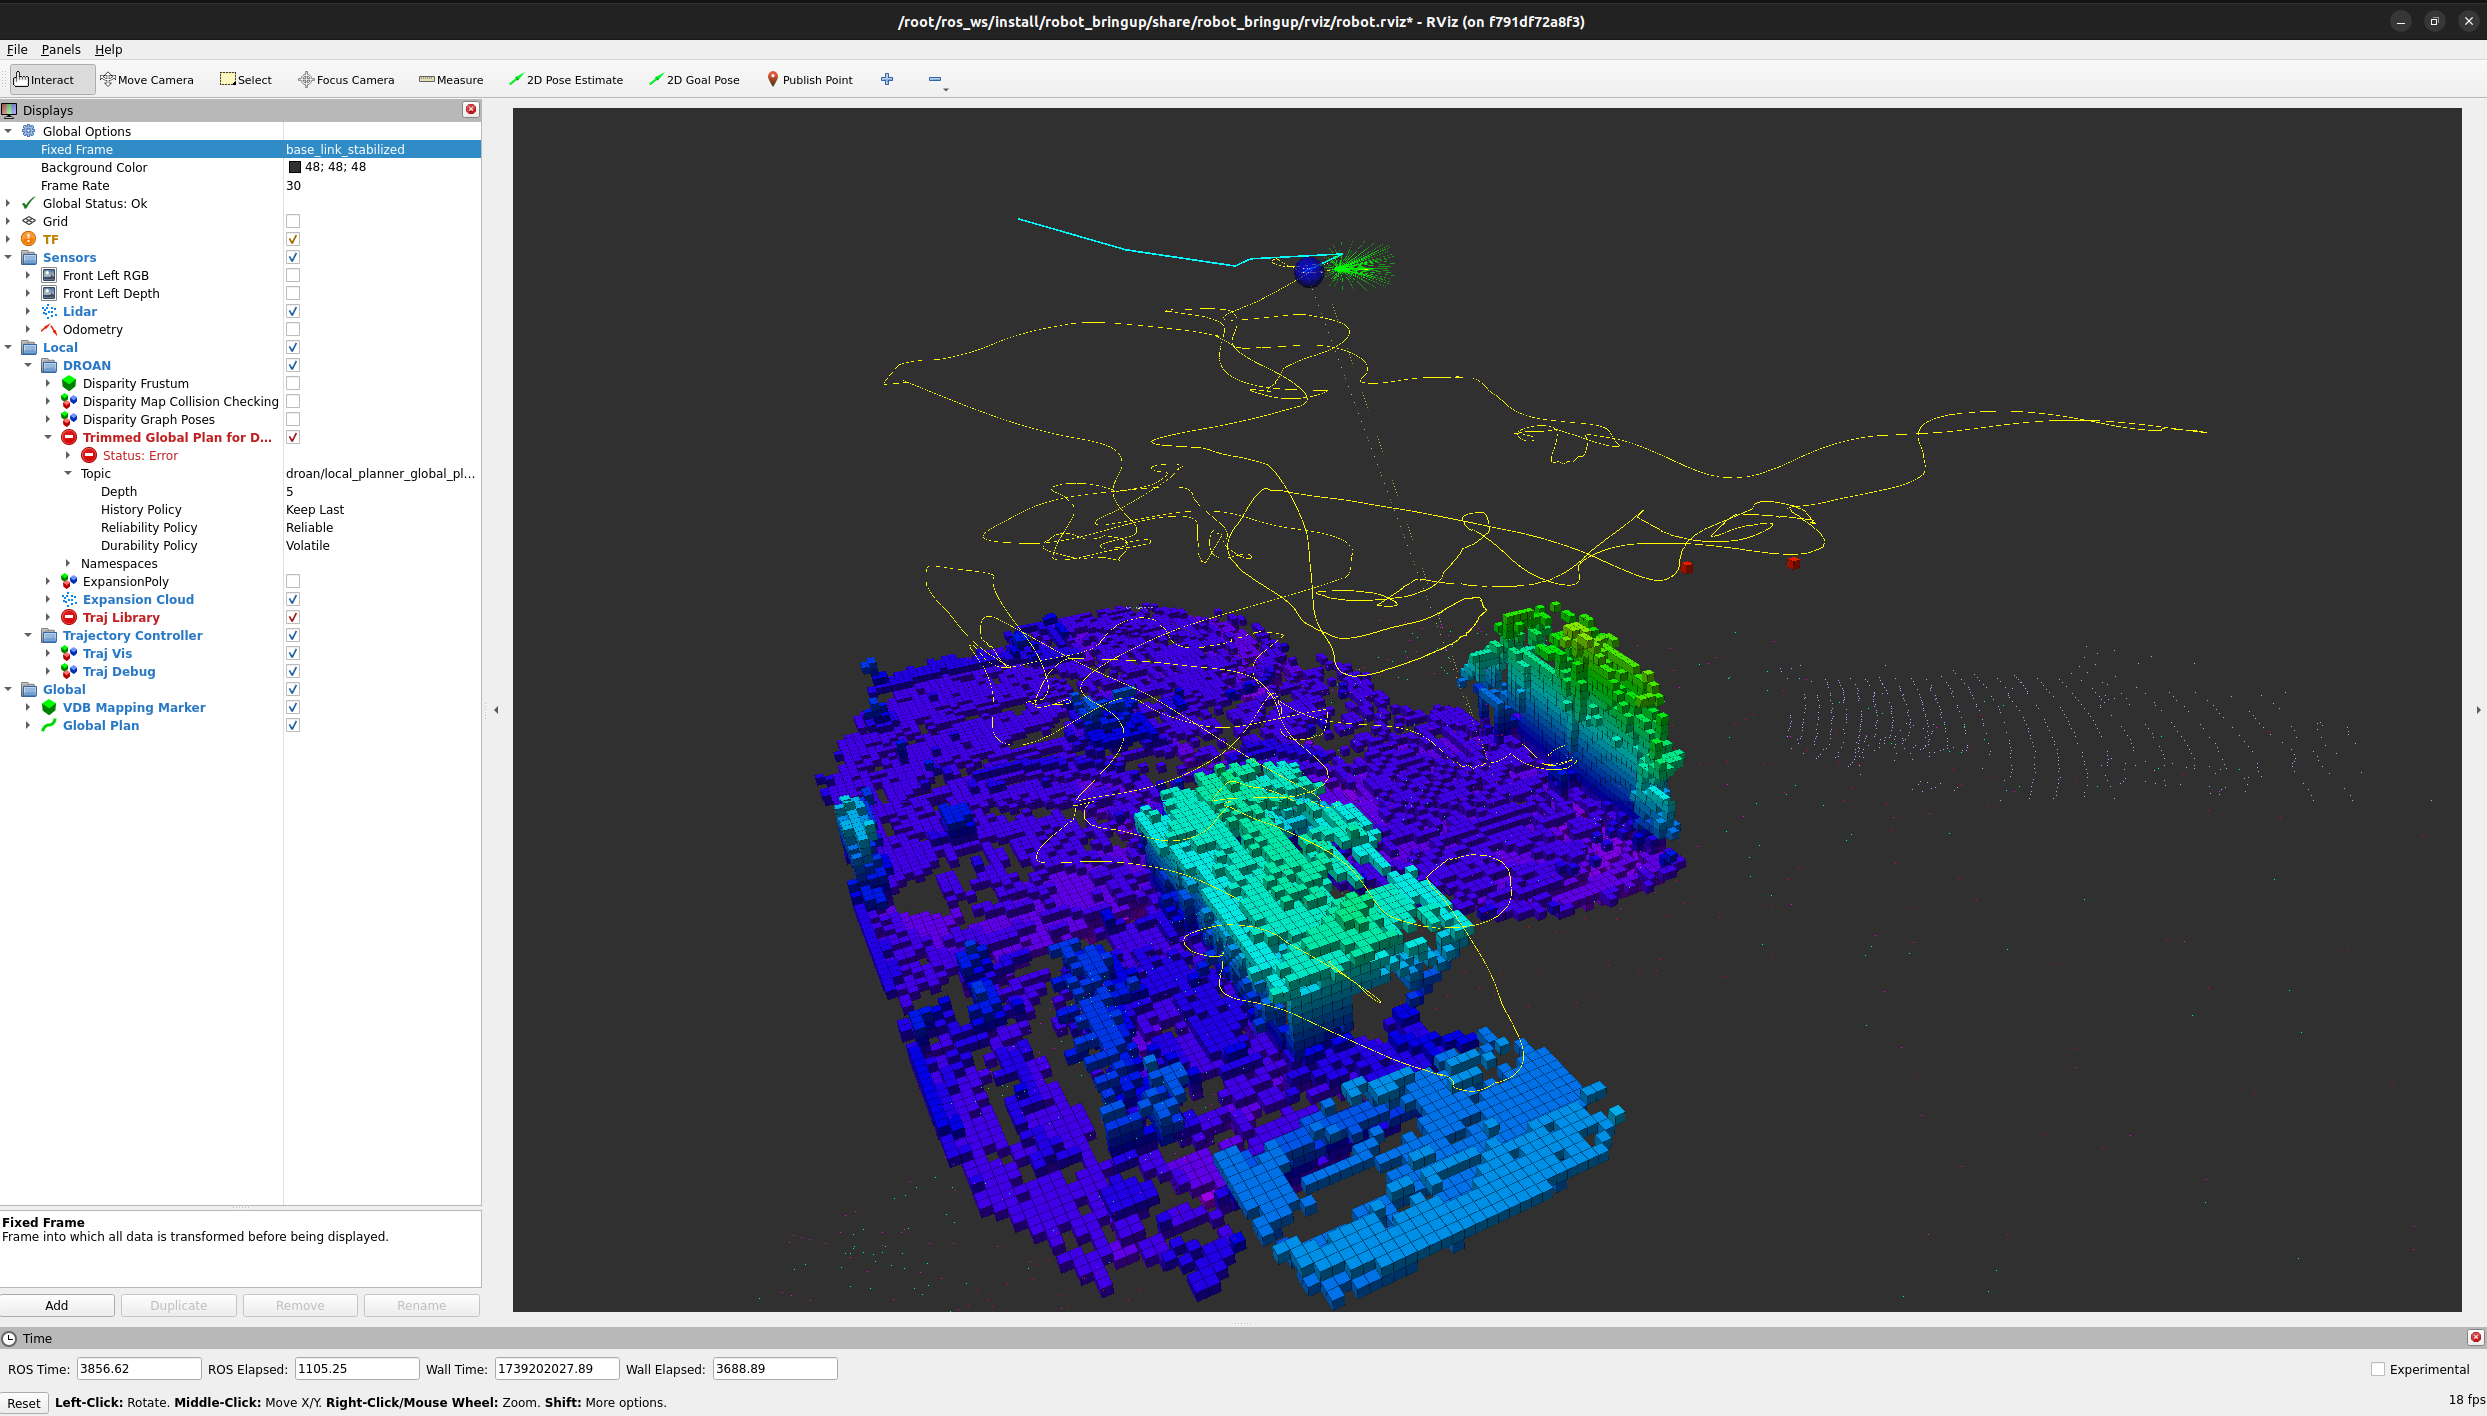 /root/ros_ws/install/robot_bringup/share/robot_bringup/rviz/robot.rviz* - RViz (on f791df72a8f3)
File Panels Help
Interact Move Camera Select Focus Camera Measure 2D Pose Estimate 2D Goal Pose Publish Point
Displays
Global Options
Fixed Frame base_link_stabilized
Background Color 48; 48; 48
Frame Rate 30
Global Status: Ok
Grid
TF
Sensors
Front Left RGB
Front Left Depth
Lidar
Odometry
Local
DROAN
Disparity Frustum
Disparity Map Collision Checking
Disparity Graph Poses
Trimmed Global Plan for D...
Status: Error
Topic droan/local_planner_global_pl...
Depth 5
History Policy Keep Last
Reliability Policy Reliable
Durability Policy Volatile
Namespaces
ExpansionPoly
Expansion Cloud
Traj Library
Trajectory Controller
Traj Vis
Traj Debug
Global
VDB Mapping Marker
Global Plan
Fixed Frame
Frame into which all data is transformed before being displayed.
Add Duplicate Remove Rename
Time
ROS Time: 3856.62 ROS Elapsed: 1105.25 Wall Time: 1739202027.89 Wall Elapsed: 3688.89 Experimental
Reset Left-Click: Rotate. Middle-Click: Move X/Y. Right-Click/Mouse Wheel: Zoom. Shift: More options. 18 fps